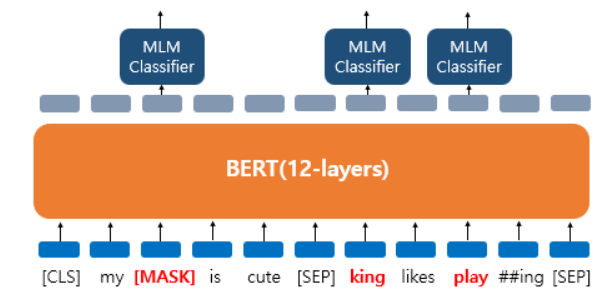 MLM
Classifier
MLM
Classifier
MLM
Classifier
BERT(12-layers)
[CLS] my [MASK] is cute [SEP] king likes play ##ing [SEP]